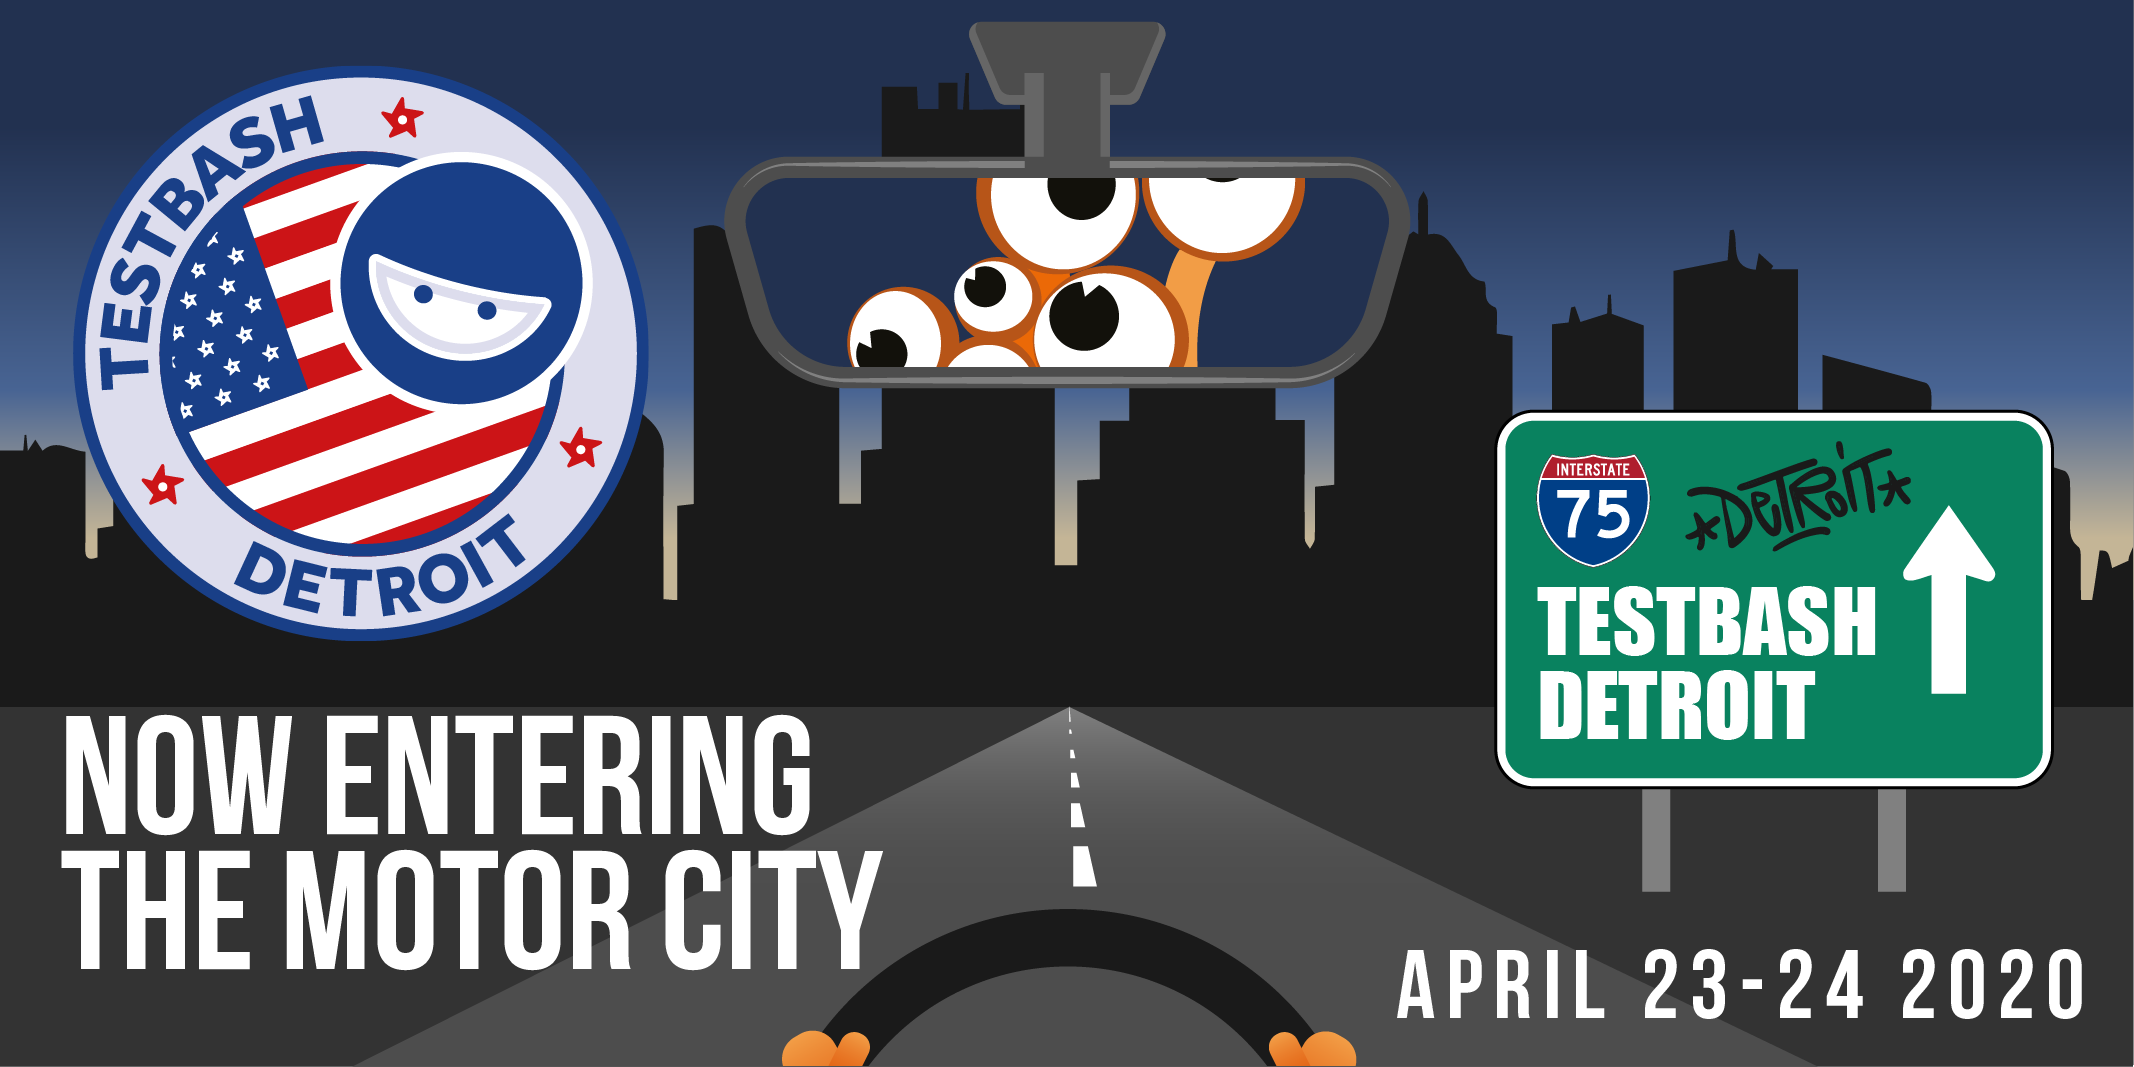 TESTBASH
DETROIT
INTERSTATE
75
DETROIT
TESTBASH
DETROIT
NOW ENTERING
THE MOTOR CITY
APRIL 23-24 2020